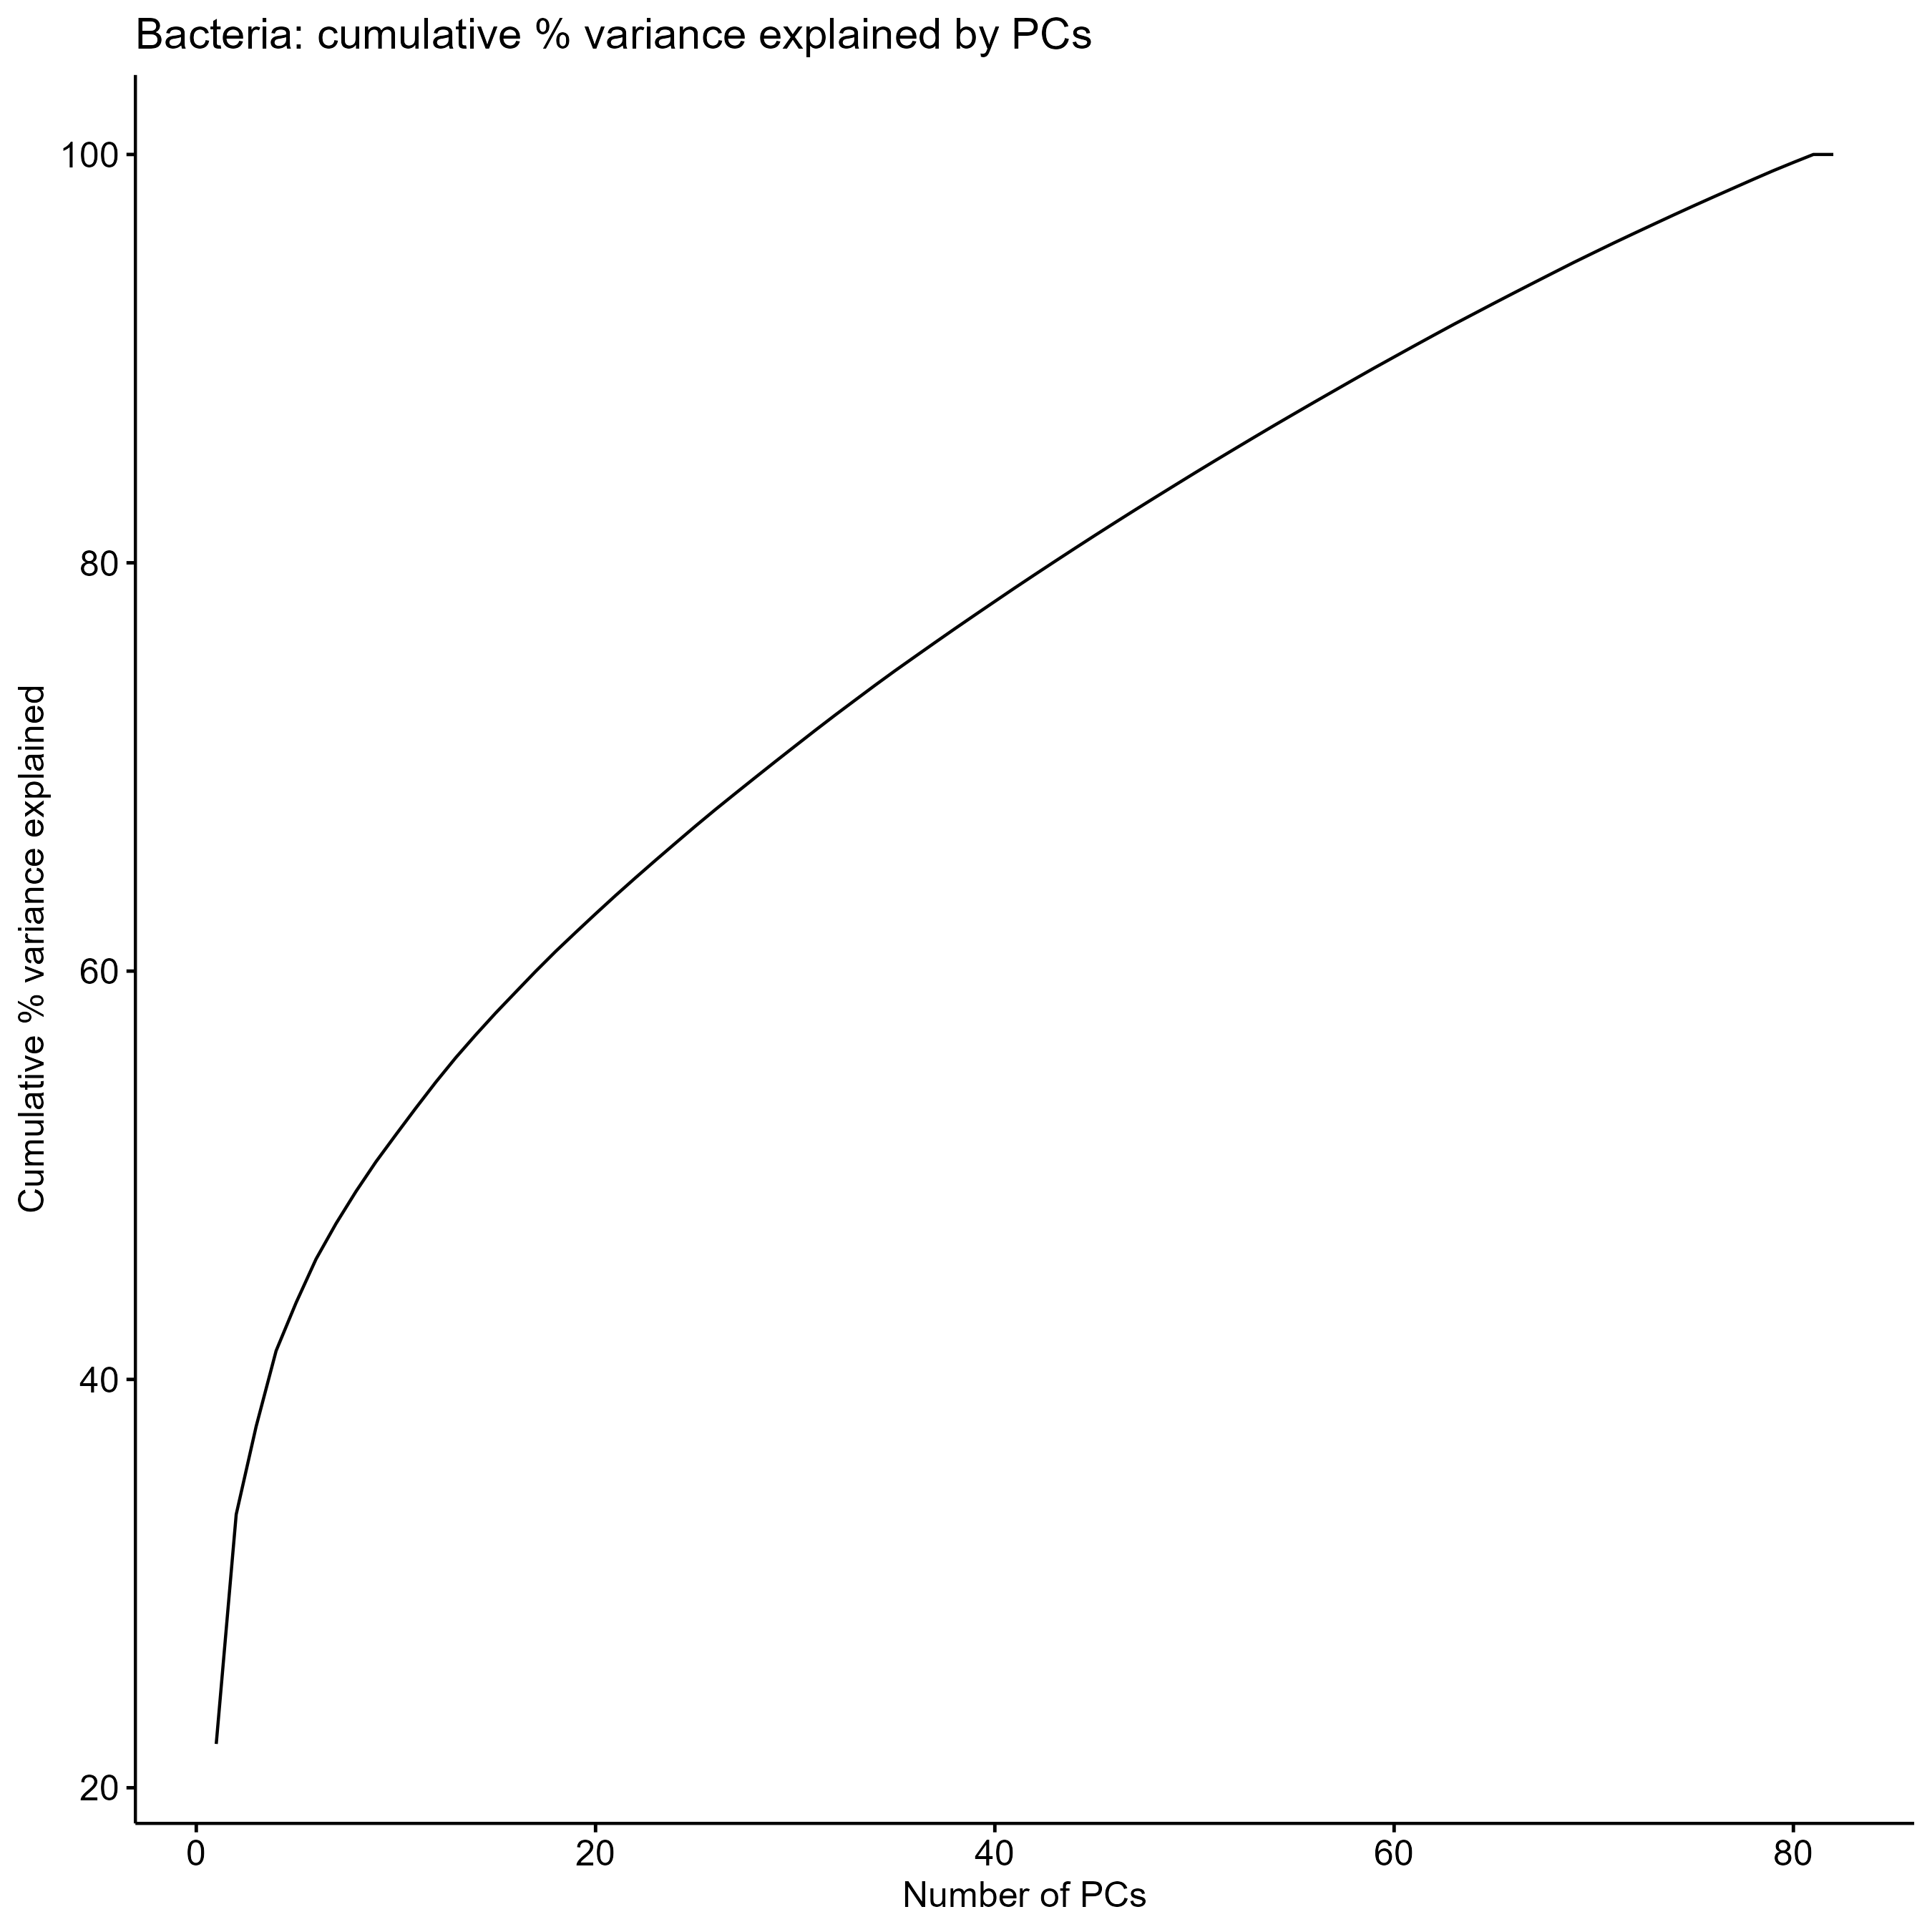 Bacteria: cumulative % variance explained by PCs
100
80
60
40
20
Cumulative % variance explained
0 20 40 60 80
Number of PCs